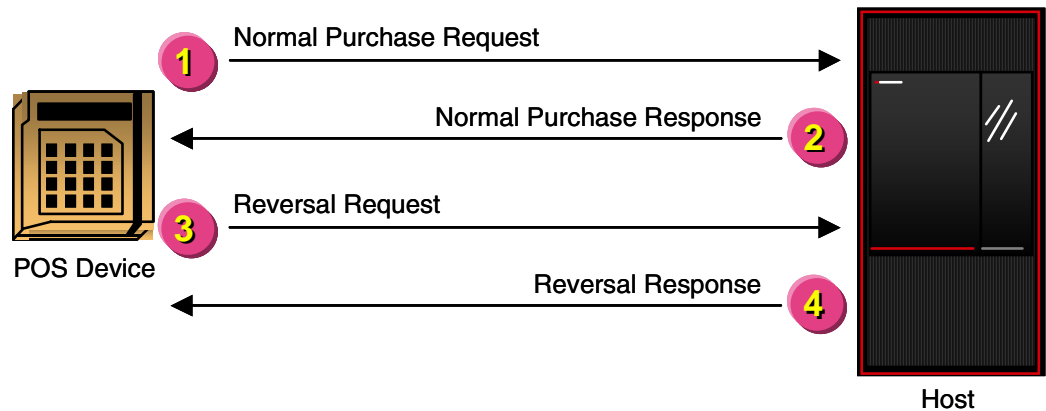 Normal Purchase Request
1
Normal Purchase Response
2
Reversal Request
3
POS Device
Reversal Response
4
Host